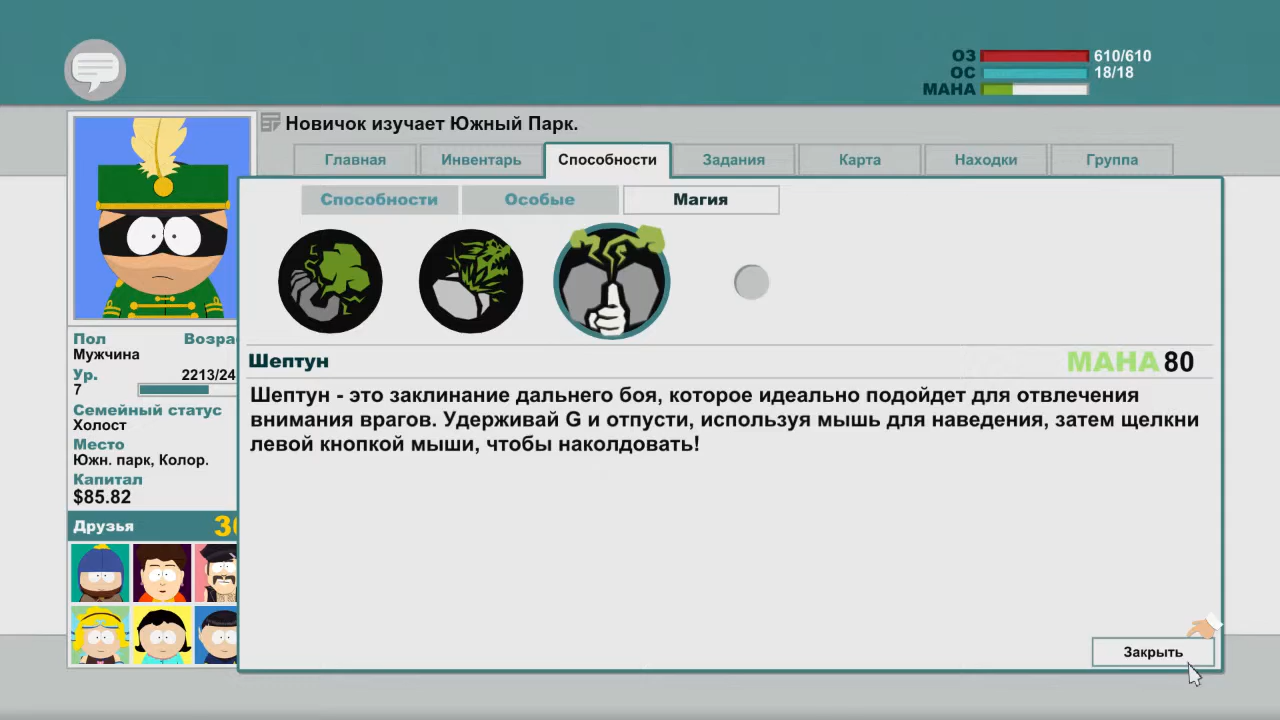 ОЗ 610/610
ОС 18/18
МАНА
Новичок изучает Южный Парк.
Главная
Инвентарь
Способности
Задания
Карта
Находки
Группа
Способности
Особые
Магия
Пол
Мужчина
Ур.
7
2213/24
Семейный статус
Холост
Место
Южн. парк, Колор.
Капитал
$85.82
Друзья
Шептун
МАНА 80
Шептун - это заклинание дальнего боя, которое идеально подойдет для отвлечения
внимания врагов. Удерживай G и отпусти, используя мышь для наведения, затем щелкни
левой кнопкой мыши, чтобы наколдовать!
Закрыть